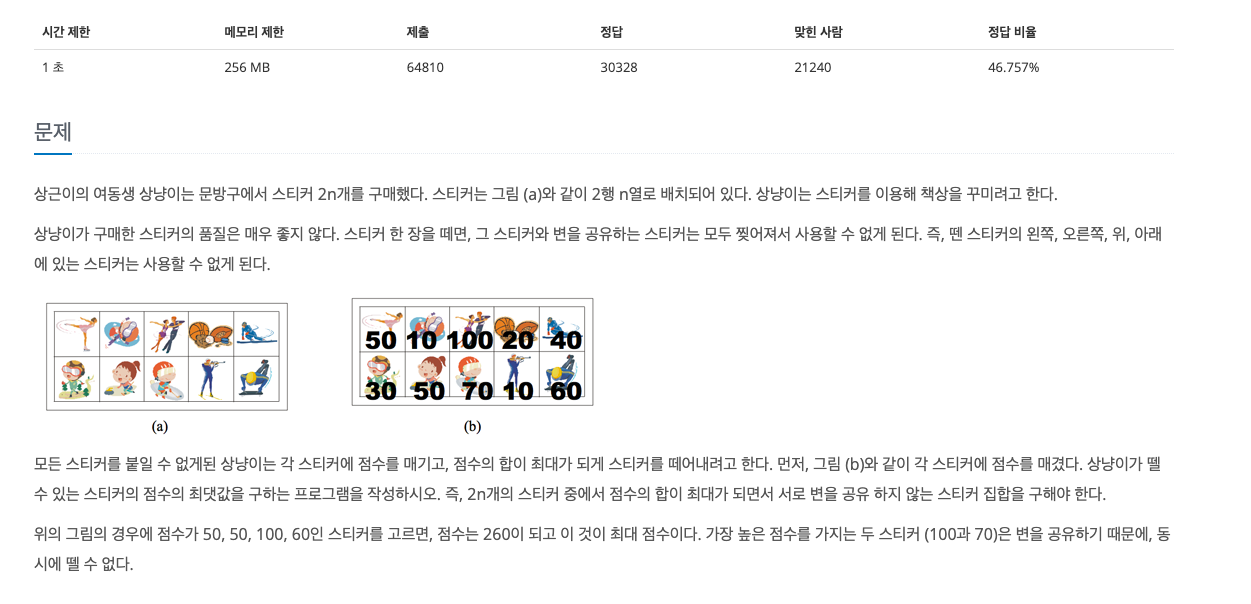 시간 제한 메모리 제한 제출 정답 맞힌 사람 정답 비율
1 초 256 MB 64810 30328 21240 46.757%
문제
상근이의 여동생 상냥이는 문방구에서 스티커 2n개를 구매했다. 스티커는 그림 (a)와 같이 2행 n열로 배치되어 있다. 상냥이는 스티커를 이용해 책상을 꾸미려고 한다.
상냥이가 구매한 스티커의 품질은 매우 좋지 않다. 스티커 한 장을 떼면, 그 스티커와 변을 공유하는 스티커는 모두 찢어져서 사용할 수 없게 된다. 즉, 뗀 스티커의 왼쪽, 오른쪽, 위, 아래
에 있는 스티커는 사용할 수 없게 된다.
50 10 100 20 40
30 50 70 10 60
(a) (b)
모든 스티커를 붙일 수 없게된 상냥이는 각 스티커에 점수를 매기고, 점수의 합이 최대가 되게 스티커를 떼어내려고 한다. 먼저, 그림 (b)와 같이 각 스티커에 점수를 매겼다. 상냥이가 뗄
수 있는 스티커의 점수의 최댓값을 구하는 프로그램을 작성하시오. 즉, 2n개의 스티커 중에서 점수의 합이 최대가 되면서 서로 변을 공유 하지 않는 스티커 집합을 구해야 한다.
위의 그림의 경우에 점수가 50, 50, 100, 60인 스티커를 고르면, 점수는 260이 되고 이 것이 최대 점수이다. 가장 높은 점수를 가지는 두 스티커 (100과 70)은 변을 공유하기 때문에, 동
시에 뗄 수 없다.